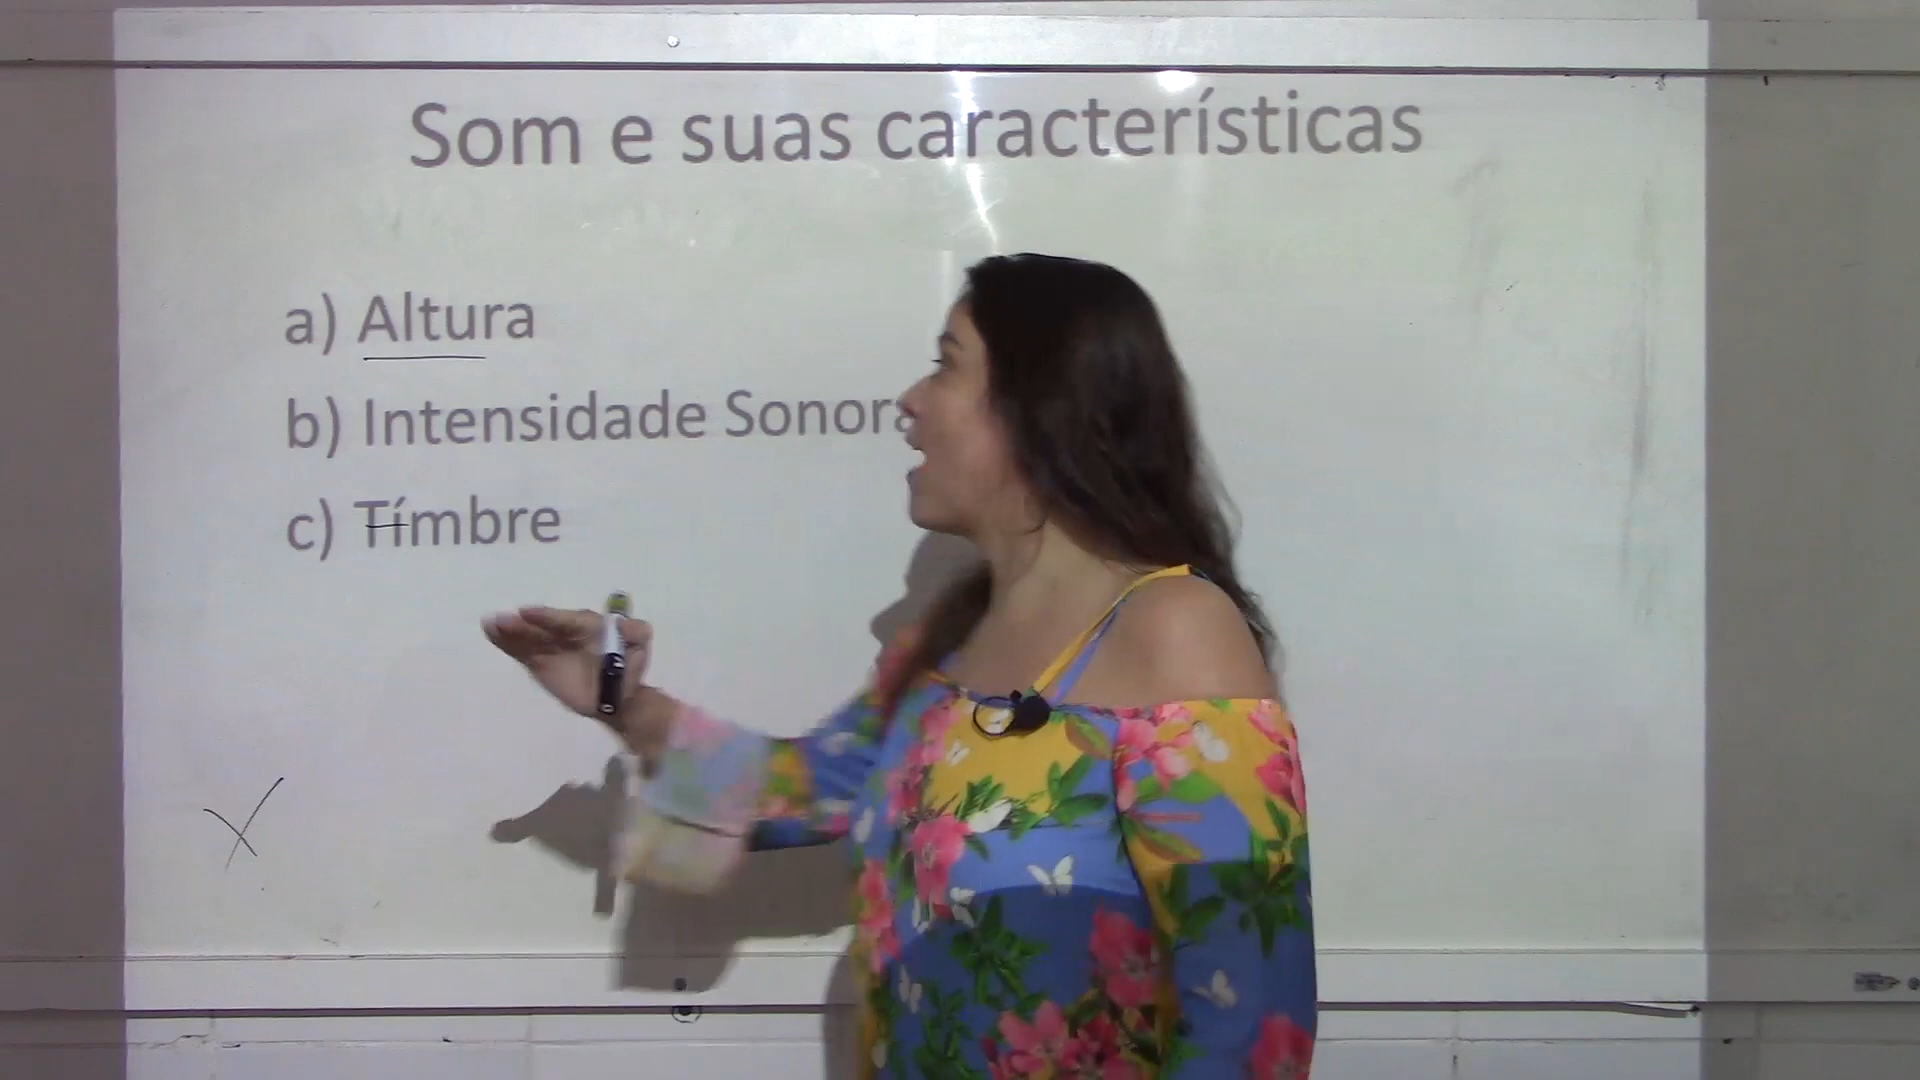 Som e suas características
a) Altura
b) Intensidade Sonora
c) Tímbre
X